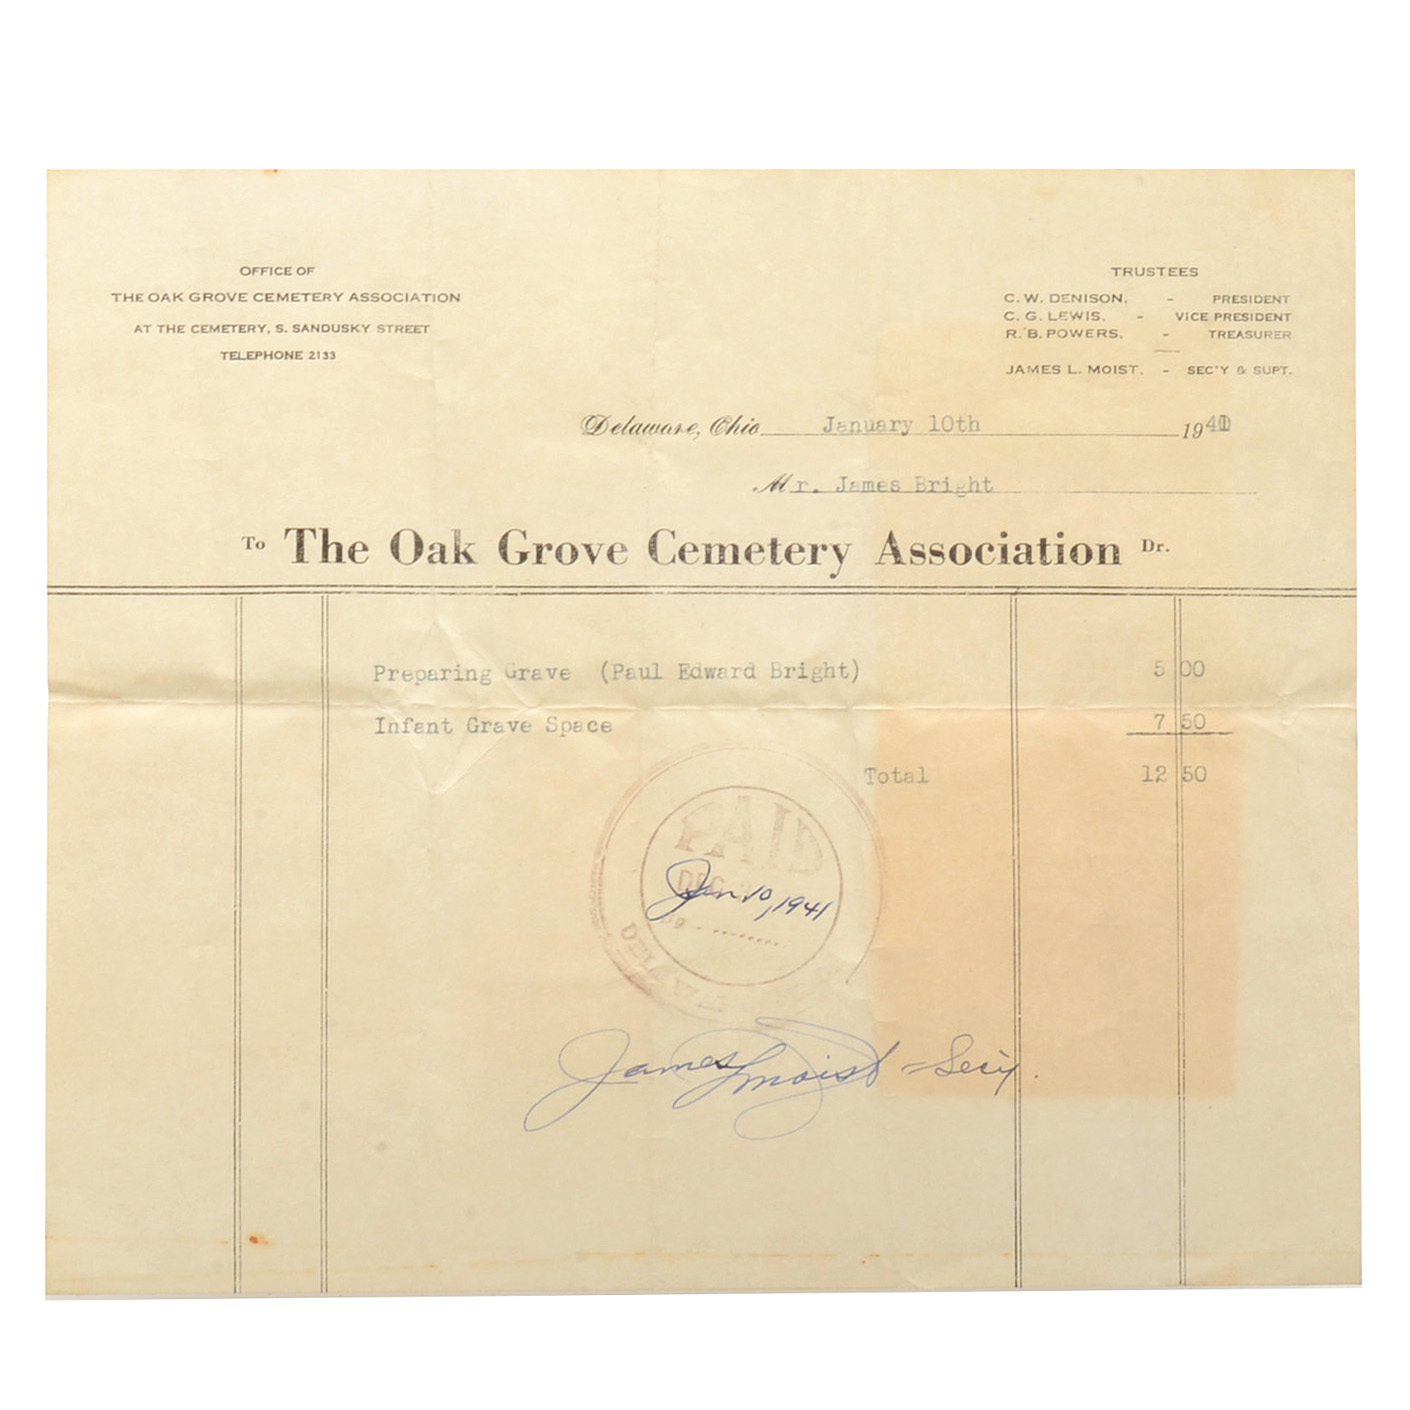 OFFICE OF
THE OAK GROVE CEMETERY ASSOCIATION
AT THE CEMETERY, S. SANDUSKY STREET
TELEPHONE 2133
TRUSTEES
C. W. DENISON, - PRESIDENT
C. G. LEWIS, - VICE PRESIDENT
R. B. POWERS, - TREASURER
JAMES L. MOIST, - SEC'Y & SUPT.
Delaware, Ohio January 10th 1941
Mr. James Bright
To The Oak Grove Cemetery Association Dr.
Preparing Grave (Paul Edward Bright) 5 00
Infant Grave Space 7 50
Total 12 50
PAID
DEC
Jan 10, 1941
DEL
James L Moist - Sec'y.